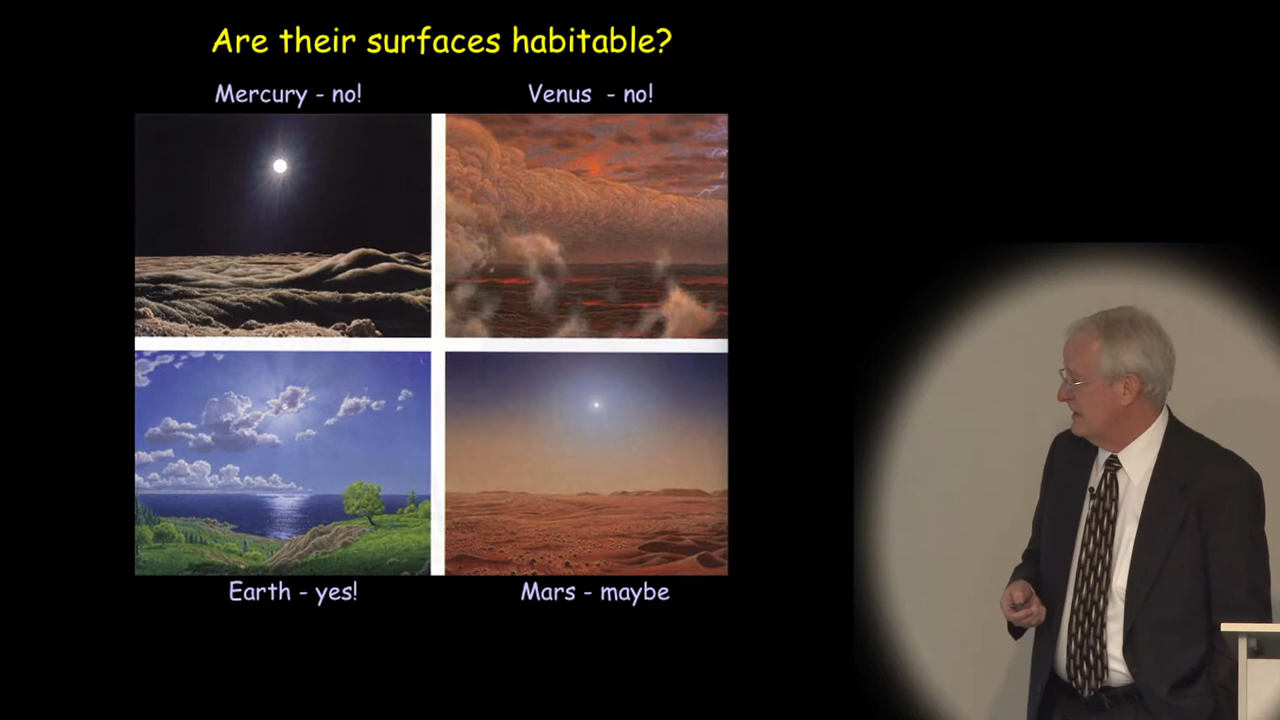 Are their surfaces habitable?
Mercury - no!
Venus - no!
Earth - yes!
Mars - maybe